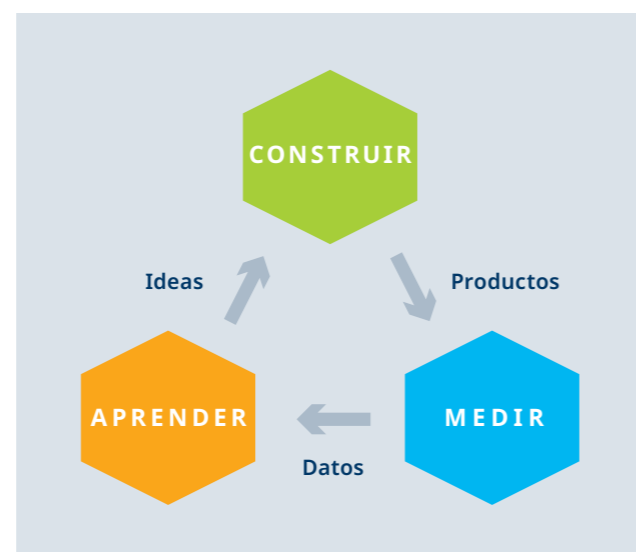 CONSTRUIR
Ideas
Productos
APRENDER
MEDIR
Datos